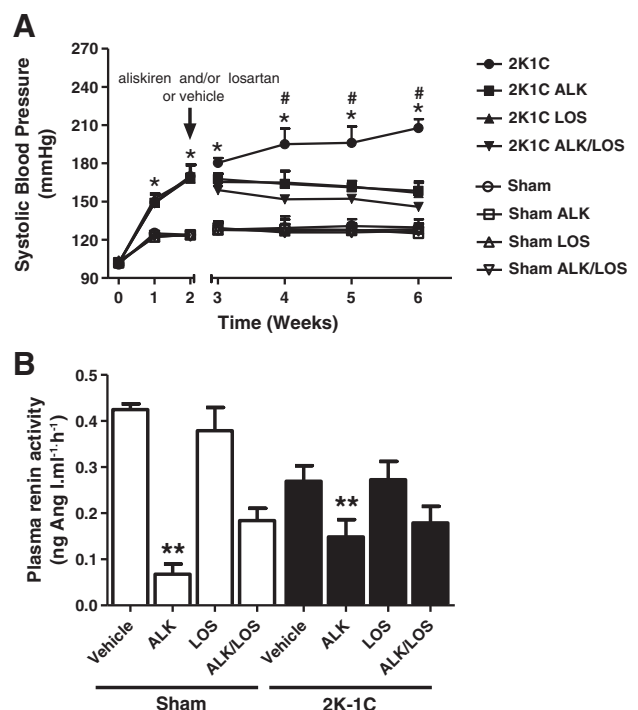 A
270
240
210
180
150
120
90
Systolic Blood Pressure
(mmHg)
aliskiren and/or losartan
or vehicle
*
*
*
#
*
#
*
#
*
0
1
2
3
4
5
6
Time (Weeks)
2K1C
2K1C ALK
2K1C LOS
2K1C ALK/LOS
Sham
Sham ALK
Sham LOS
Sham ALK/LOS
B
0.5
0.4
0.3
0.2
0.1
0.0
Plasma renin activity
(ng Ang I.ml⁻¹·h⁻¹)
**
**
Vehicle
ALK
LOS
ALK/LOS
Vehicle
ALK
LOS
ALK/LOS
Sham
2K-1C